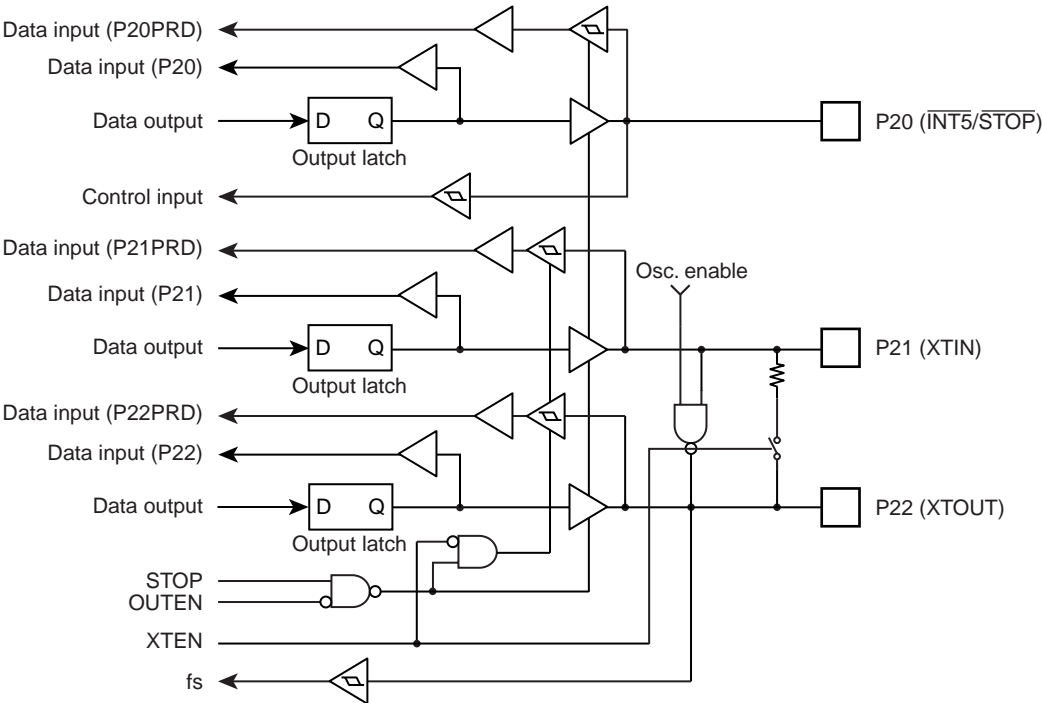 Data input (P20PRD)
Data input (P20)
Data output
D Q
Output latch
P20 (INT5/STOP)
Control input
Data input (P21PRD)
Osc. enable
Data input (P21)
Data output
D Q
Output latch
P21 (XTIN)
Data input (P22PRD)
Data input (P22)
Data output
D Q
Output latch
P22 (XTOUT)
STOP
OUTEN
XTEN
fs